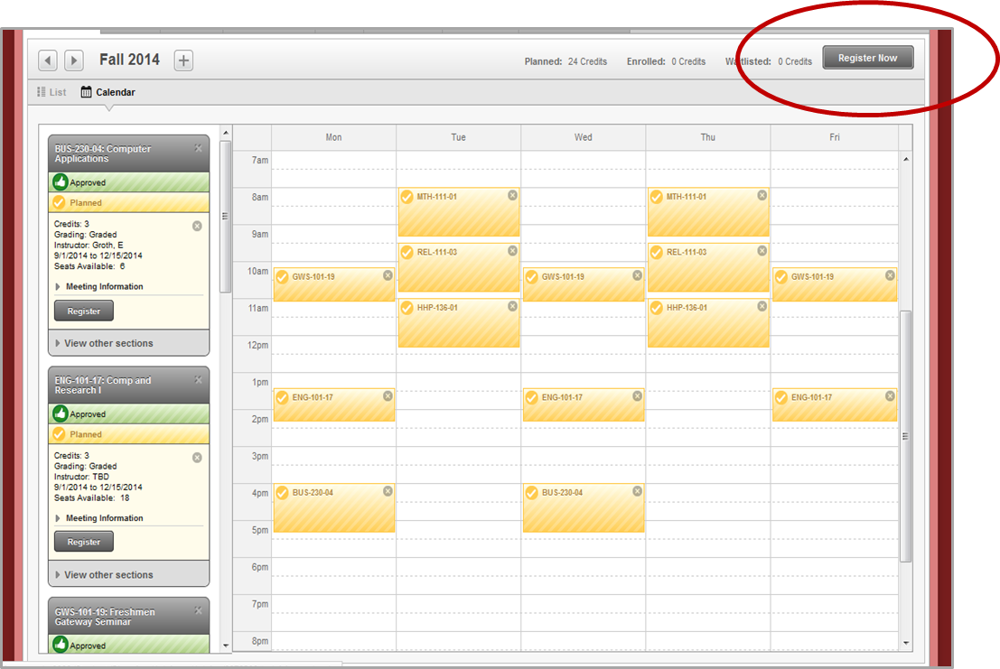 Fall 2014
Planned: 24 Credits Enrolled: 0 Credits Waitlisted: 0 Credits Register Now
List Calendar
BUS-230-04: Computer
Applications
Approved
Planned
Credits: 3
Grading: Graded
Instructor: Groth, E
9/1/2014 to 12/15/2014
Seats Available: 6
Meeting Information
Register
View other sections
ENG-101-17: Comp and
Research I
Approved
Planned
Credits: 3
Grading: Graded
Instructor: TBD
9/1/2014 to 12/15/2014
Seats Available: 18
Meeting Information
Register
View other sections
GWS-101-19: Freshmen
Gateway Seminar
Approved
Mon Tue Wed Thu Fri
7am
8am
MTH-111-01 MTH-111-01
9am
REL-111-03 REL-111-03
10am
GWS-101-19 GWS-101-19 GWS-101-19
11am
HHP-136-01 HHP-136-01
12pm
1pm
ENG-101-17 ENG-101-17 ENG-101-17
2pm
3pm
4pm
BUS-230-04 BUS-230-04
5pm
6pm
7pm
8pm